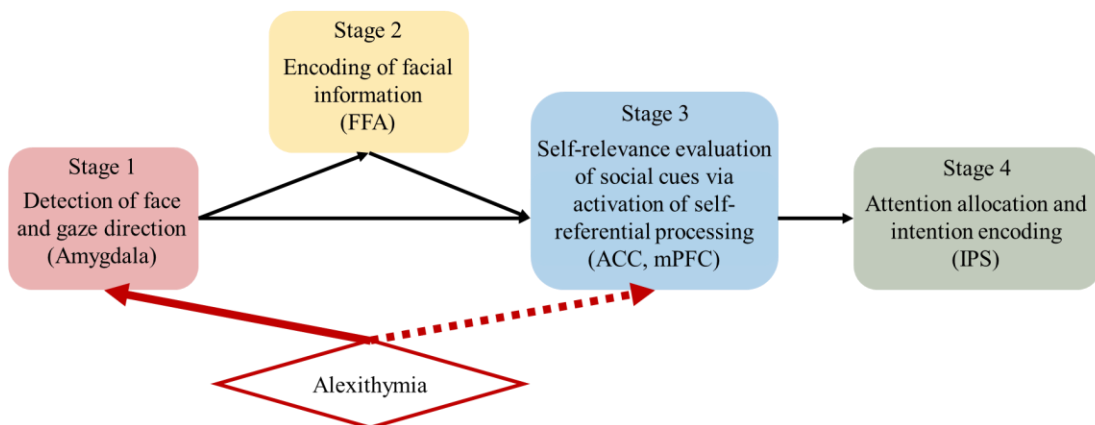 Stage 1
Detection of face
and gaze direction
(Amygdala)
Stage 2
Encoding of facial
information
(FFA)
Stage 3
Self-relevance evaluation
of social cues via
activation of self-
referential processing
(ACC, mPFC)
Stage 4
Attention allocation and
intention encoding
(IPS)
Alexithymia